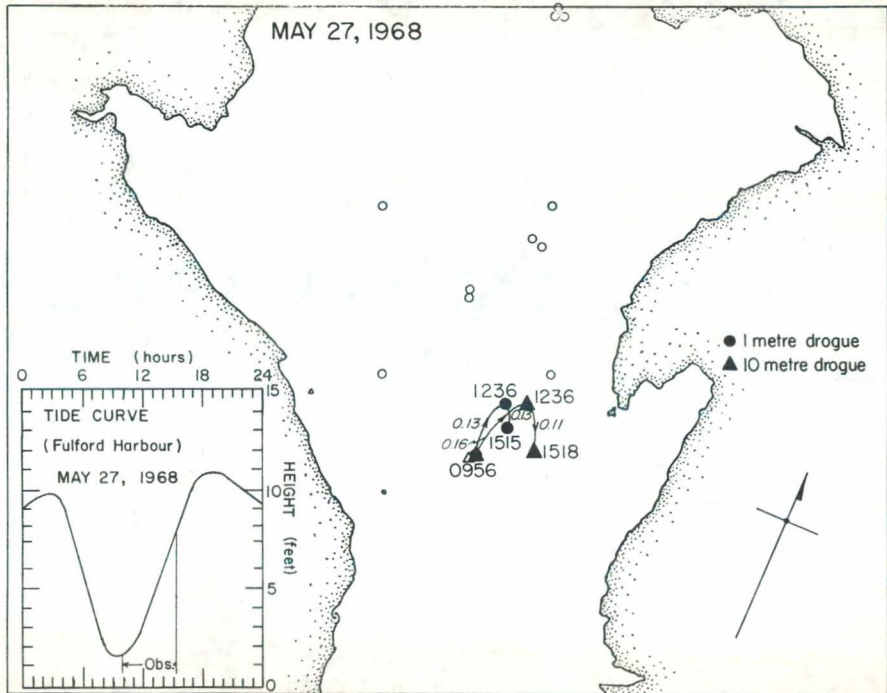 MAY 27, 1968
● 1 metre drogue
▲ 10 metre drogue
TIME (hours)
0 6 12 18 24
TIDE CURVE
(Fulford Harbour)
MAY 27, 1968
15
10
5
0
HEIGHT (feet)
Obs.
1236
1236
0.13
0.13
0.11
0.16
1515
1518
0956